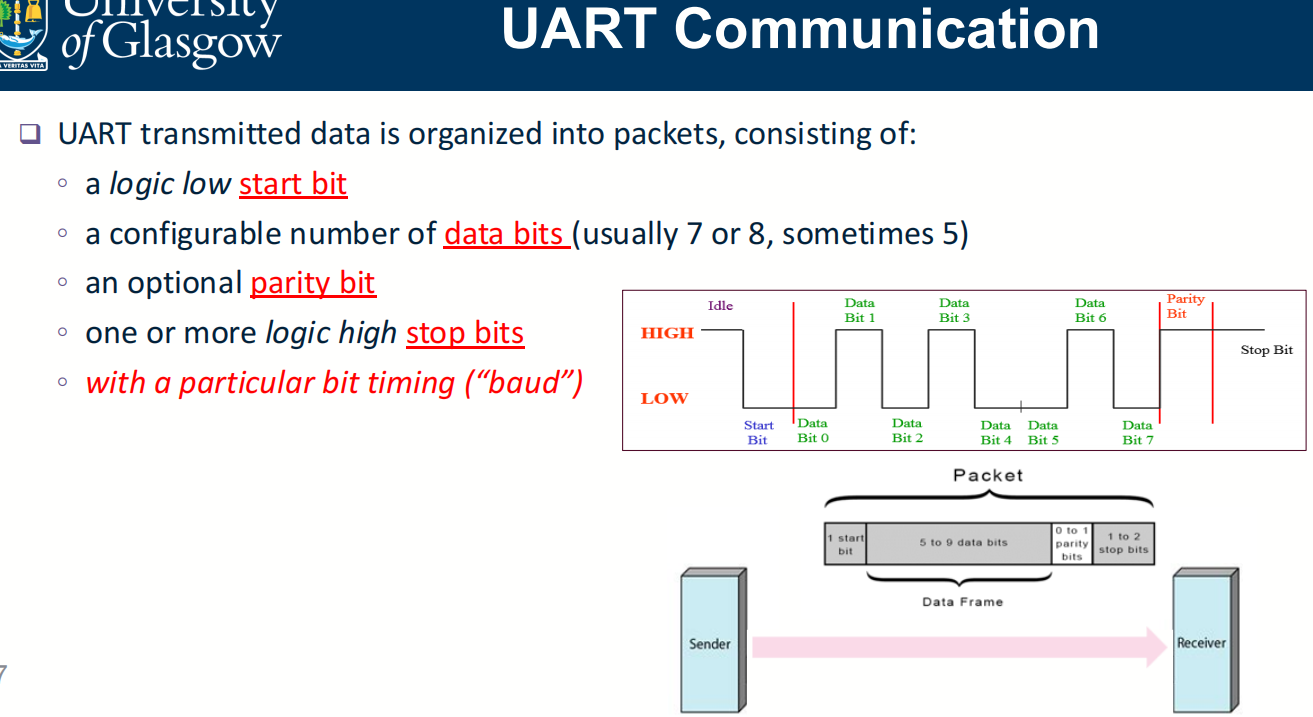 University
of Glasgow
VERITAS VITA
UART Communication
UART transmitted data is organized into packets, consisting of:
a logic low start bit
a configurable number of data bits (usually 7 or 8, sometimes 5)
an optional parity bit
one or more logic high stop bits
with a particular bit timing (“baud”)
Idle
Data
Bit 1
Data
Bit 3
Data
Bit 6
Parity
Bit
HIGH
Stop Bit
LOW
Start
Bit
Data
Bit 0
Data
Bit 2
Data
Bit 4
Data
Bit 5
Data
Bit 7
Packet
1 start
bit
5 to 9 data bits
0 to 1
parity
bits
1 to 2
stop bits
Data Frame
Sender
Receiver
7